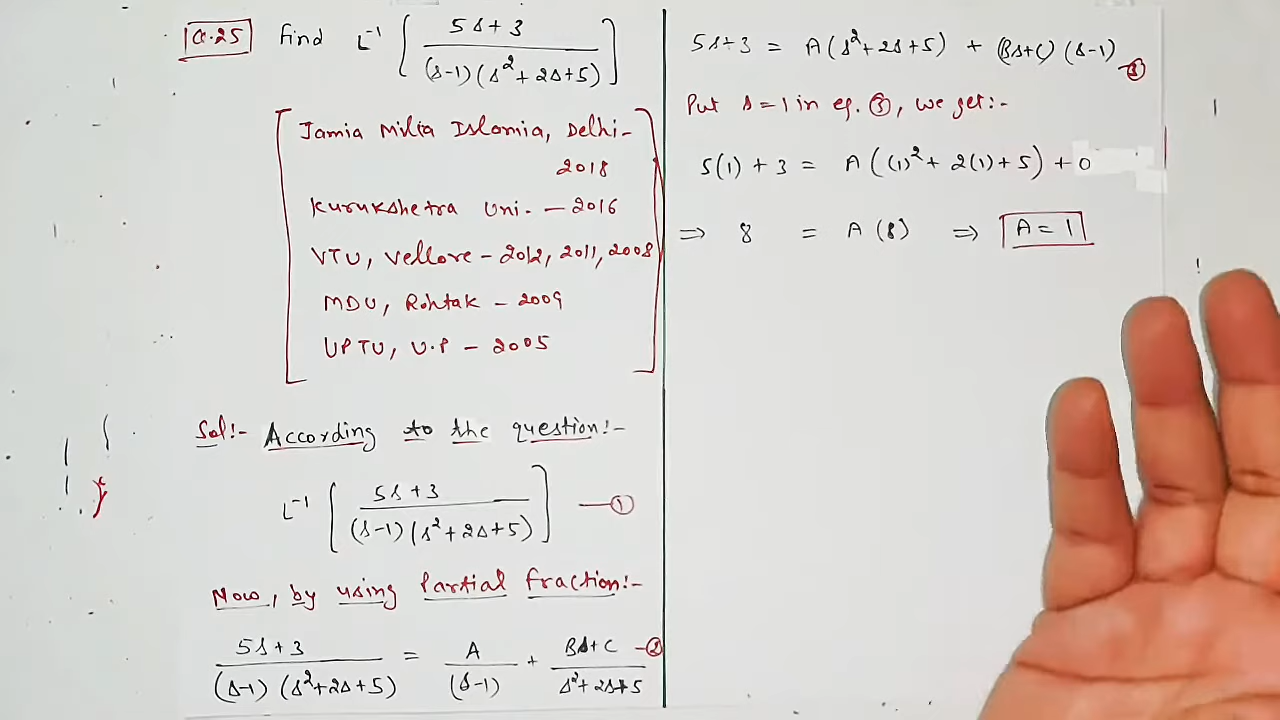 Q.25 Find L⁻¹ [ 5s+3 / (s-1)(s²+2s+5) ]
[ Jamia Milia Islamia, Delhi-
2018
Kurukshetra Uni. - 2016
VTU, Vellore - 2012, 2011, 2008
MDU, Rohtak - 2009
UPTU, U.P - 2005 ]
Sol:- According to the question:-
L⁻¹ [ 5s+3 / (s-1)(s²+2s+5) ] —①
Now, by using Partial fraction:-
5s+3 / (s-1)(s²+2s+5) = A / (s-1) + Bs+C / s²+2s+5 -②
5s+3 = A(s²+2s+5) + (Bs+C)(s-1) -③
Put s=1 in eq. ③, we get:-
5(1)+3 = A((1)²+2(1)+5)+0
⇒ 8 = A(8) ⇒ A=1